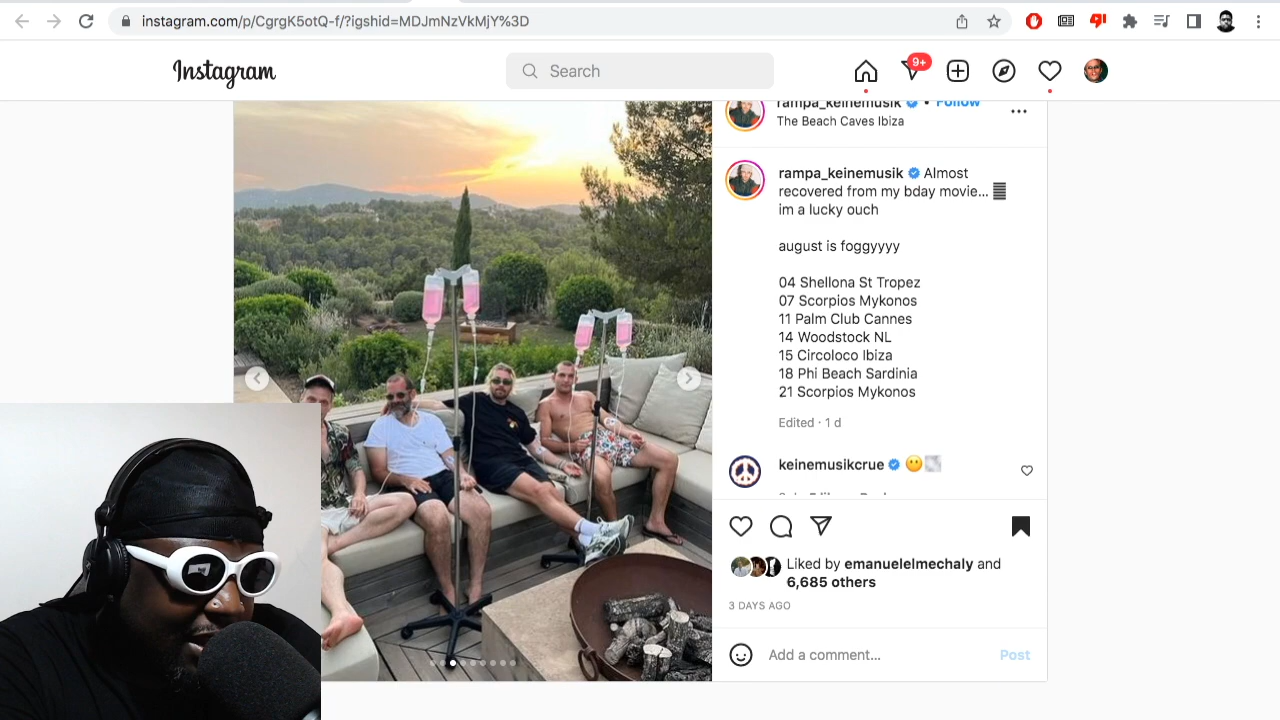 instagram.com/p/CgrgK5otQ-f/?igshid=MDJmNzVkMjY%3D
Instagram
Search
9+
rampa_keinemusik • Follow
The Beach Caves Ibiza
rampa_keinemusik Almost
recovered from my bday movie...
im a lucky ouch
august is foggyyyy
04 Shellona St Tropez
07 Scorpios Mykonos
11 Palm Club Cannes
14 Woodstock NL
15 Circoloco Ibiza
18 Phi Beach Sardinia
21 Scorpios Mykonos
Edited · 1 d
keinemusikcrue
Liked by emanuelelmechaly and
6,685 others
3 DAYS AGO
Add a comment...
Post